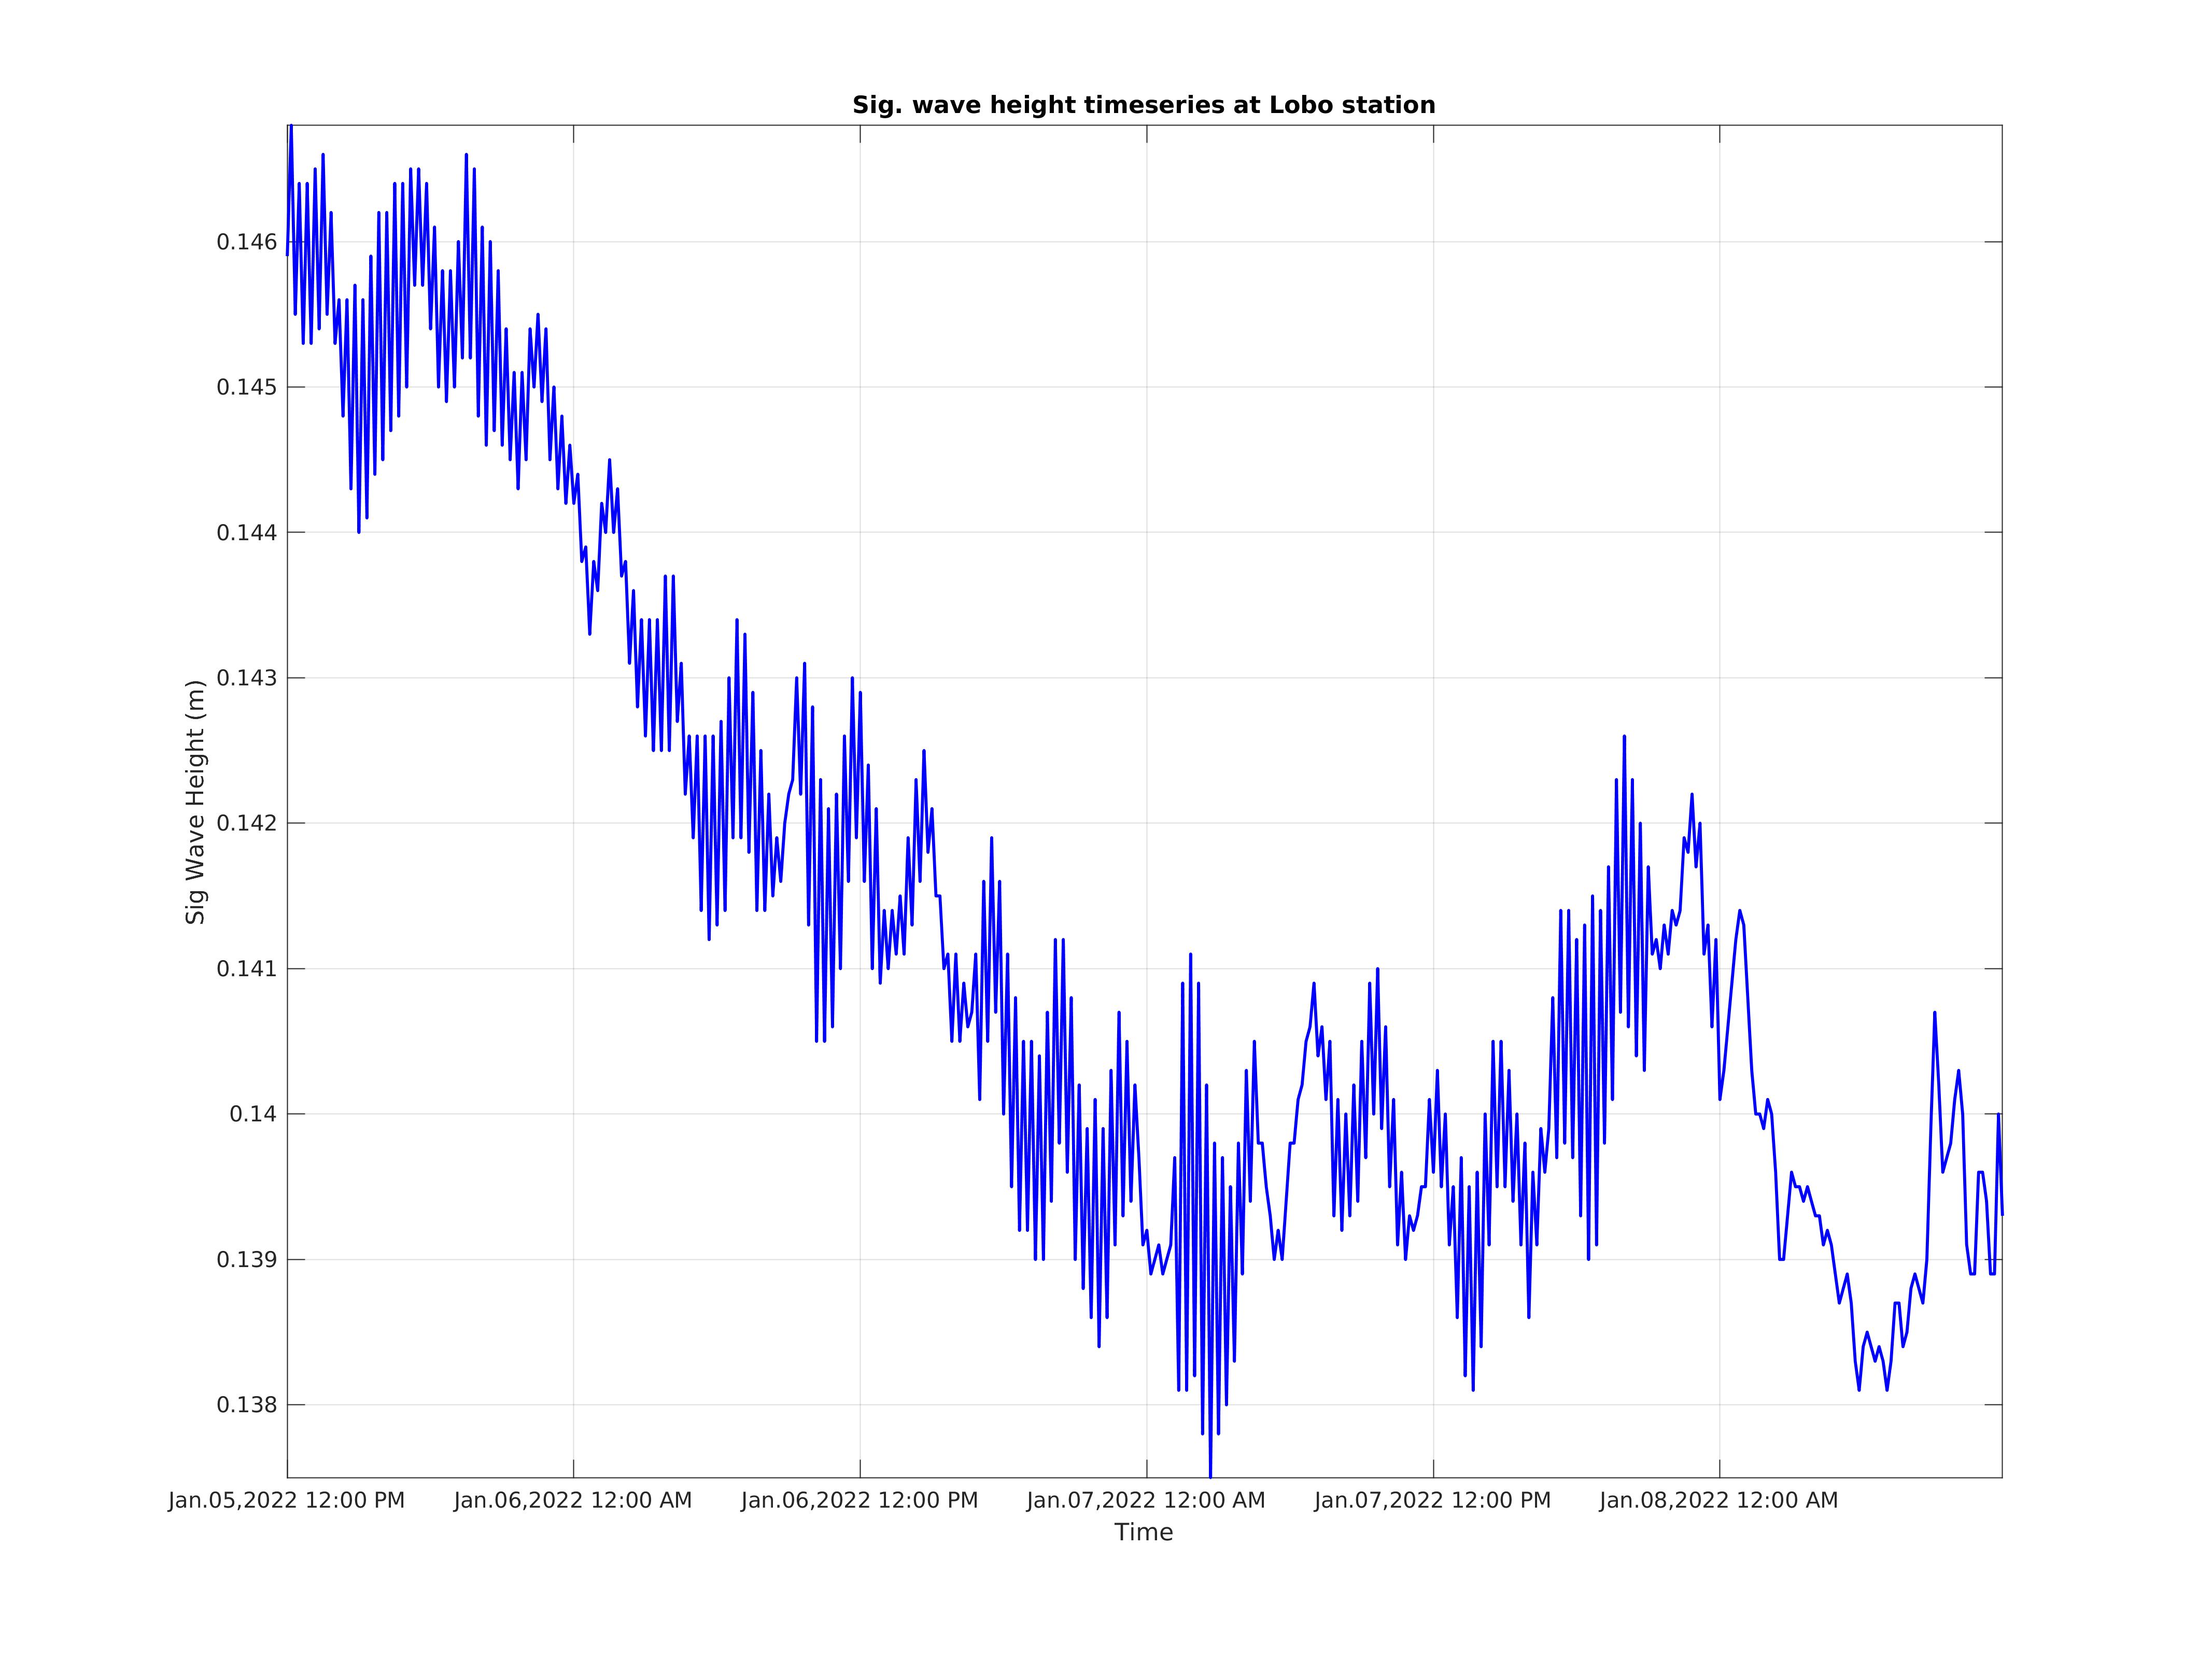 Sig. wave height timeseries at Lobo station
0.146
0.145
0.144
0.143
0.142
0.141
0.14
0.139
0.138
Sig Wave Height (m)
Jan.05,2022 12:00 PM
Jan.06,2022 12:00 AM
Jan.06,2022 12:00 PM
Jan.07,2022 12:00 AM
Jan.07,2022 12:00 PM
Jan.08,2022 12:00 AM
Time